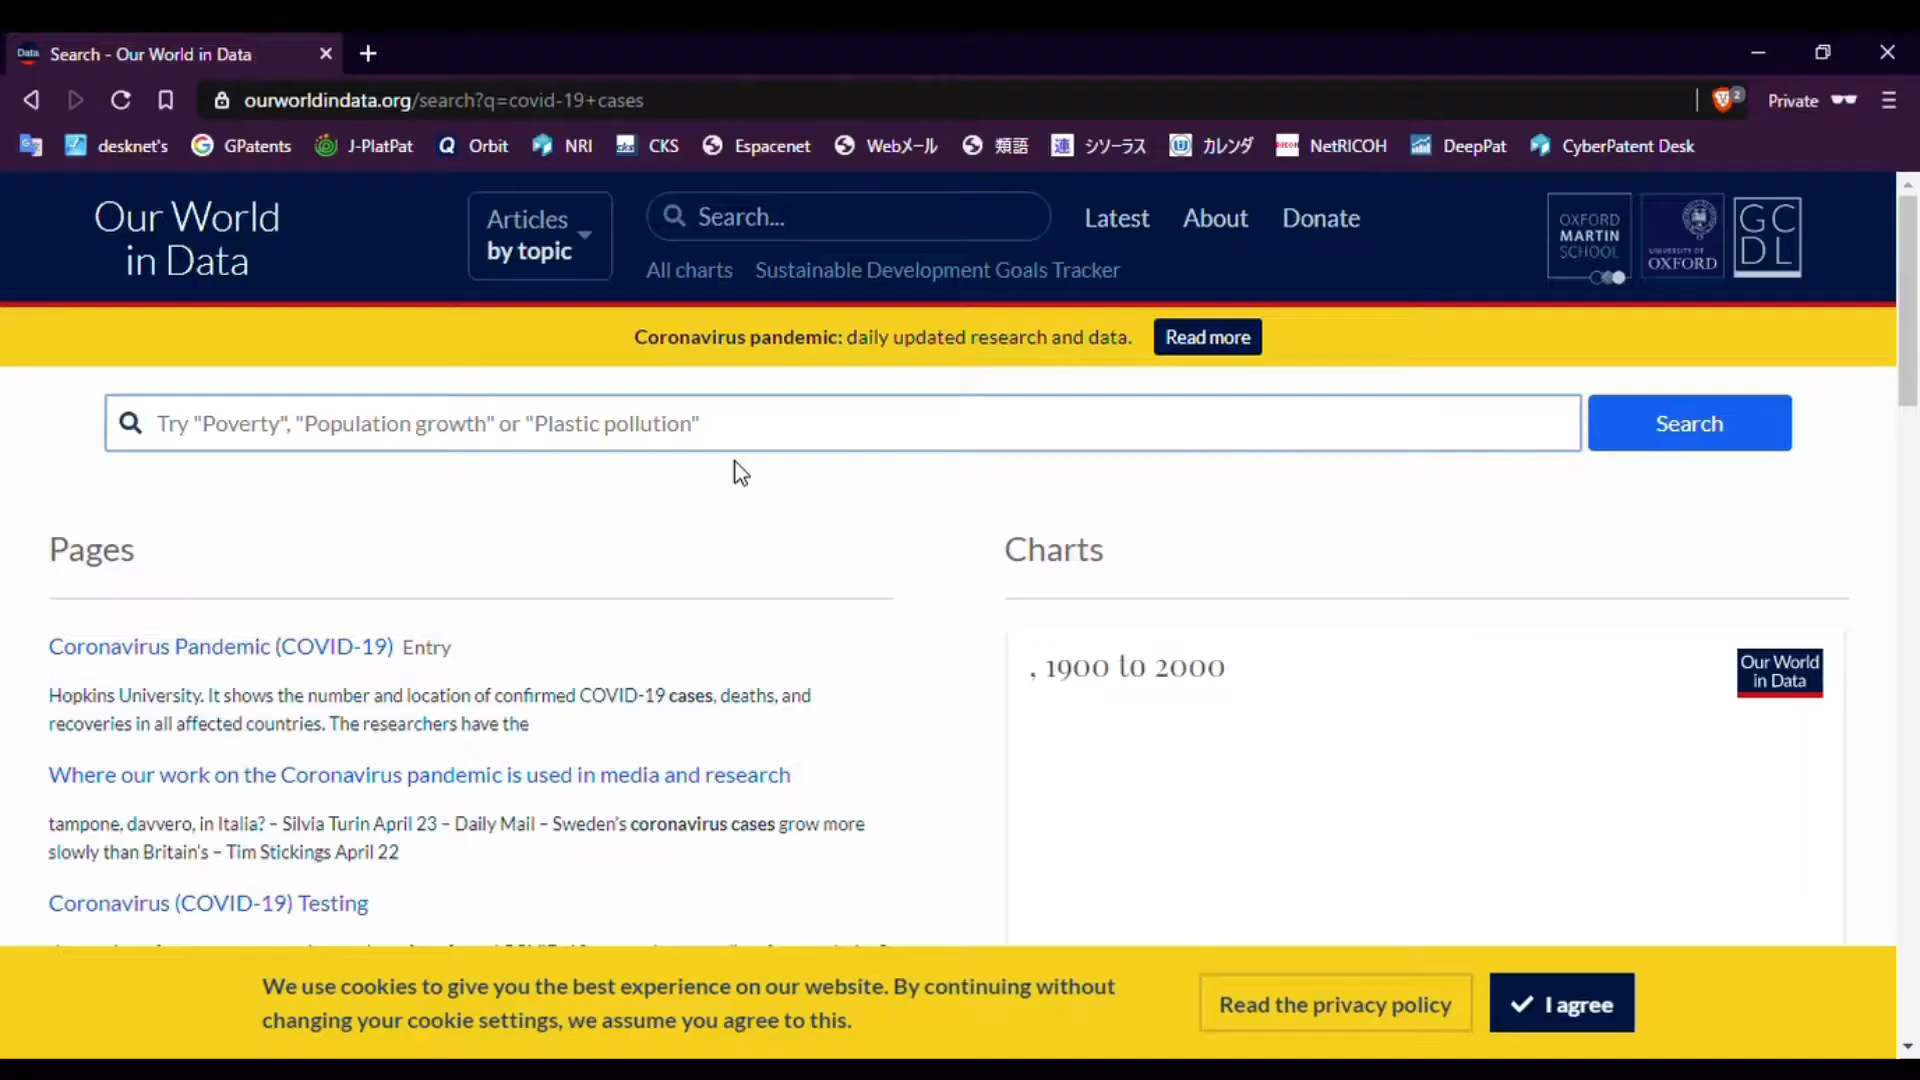 Data Search - Our World in Data
ourworldindata.org/search?q=covid-19+cases
2
Private
desknet's GPatents J-PlatPat Orbit NRI CKS Espacenet Webメール 類語 連 シソーラス カレンダ NetRICOH DeepPat CyberPatent Desk
Our World
in Data
Articles
by topic
Search...
Latest About Donate
All charts Sustainable Development Goals Tracker
OXFORD
MARTIN
SCHOOL
UNIVERSITY OF
OXFORD
GC
DL
Coronavirus pandemic: daily updated research and data. Read more
Try "Poverty", "Population growth" or "Plastic pollution"
Search
Pages
Coronavirus Pandemic (COVID-19) Entry
Hopkins University. It shows the number and location of confirmed COVID-19 cases, deaths, and
recoveries in all affected countries. The researchers have the
Where our work on the Coronavirus pandemic is used in media and research
tampone, davvero, in Italia? – Silvia Turin April 23 – Daily Mail – Sweden's coronavirus cases grow more
slowly than Britain's – Tim Stickings April 22
Coronavirus (COVID-19) Testing
Charts
, 1900 to 2000
Our World
in Data
We use cookies to give you the best experience on our website. By continuing without
changing your cookie settings, we assume you agree to this.
Read the privacy policy
I agree